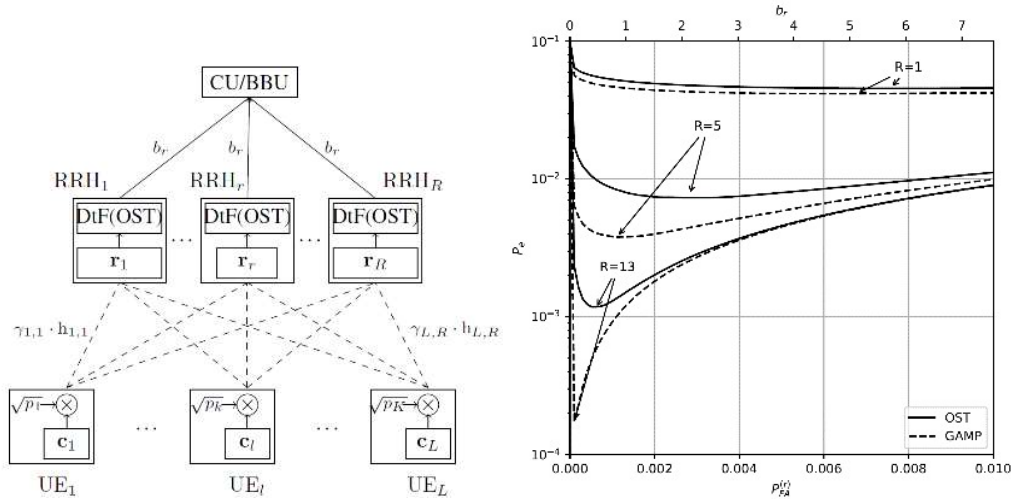 CU/BBU
b_r b_r b_r
RRH_1 RRH_r RRH_R
DtF(OST) DtF(OST) DtF(OST)
... ...
r_1 r_r r_R
γ_{1,1} · h_{1,1} γ_{L,R} · h_{L,R}
√p_1 √p_k √p_K
... ...
c_1 c_l c_L
UE_1 UE_l UE_L
b_r
0 1 2 3 4 5 6 7
10^{-1}
R=1
R=5
10^{-2}
P_e
R=13
10^{-3}
OST
GAMP
10^{-4}
0.000 0.002 0.004 0.006 0.008 0.010
P_{FA}^{(r)}